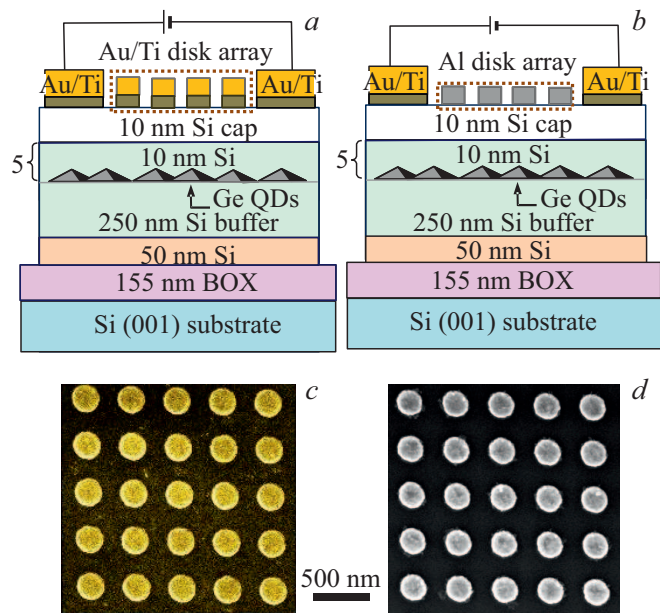 a
Au/Ti disk array
Au/Ti
Au/Ti
10 nm Si cap
5
10 nm Si
Ge QDs
250 nm Si buffer
50 nm Si
155 nm BOX
Si (001) substrate
b
Al disk array
Au/Ti
Au/Ti
10 nm Si cap
5
10 nm Si
Ge QDs
250 nm Si buffer
50 nm Si
155 nm BOX
Si (001) substrate
c
500 nm
d